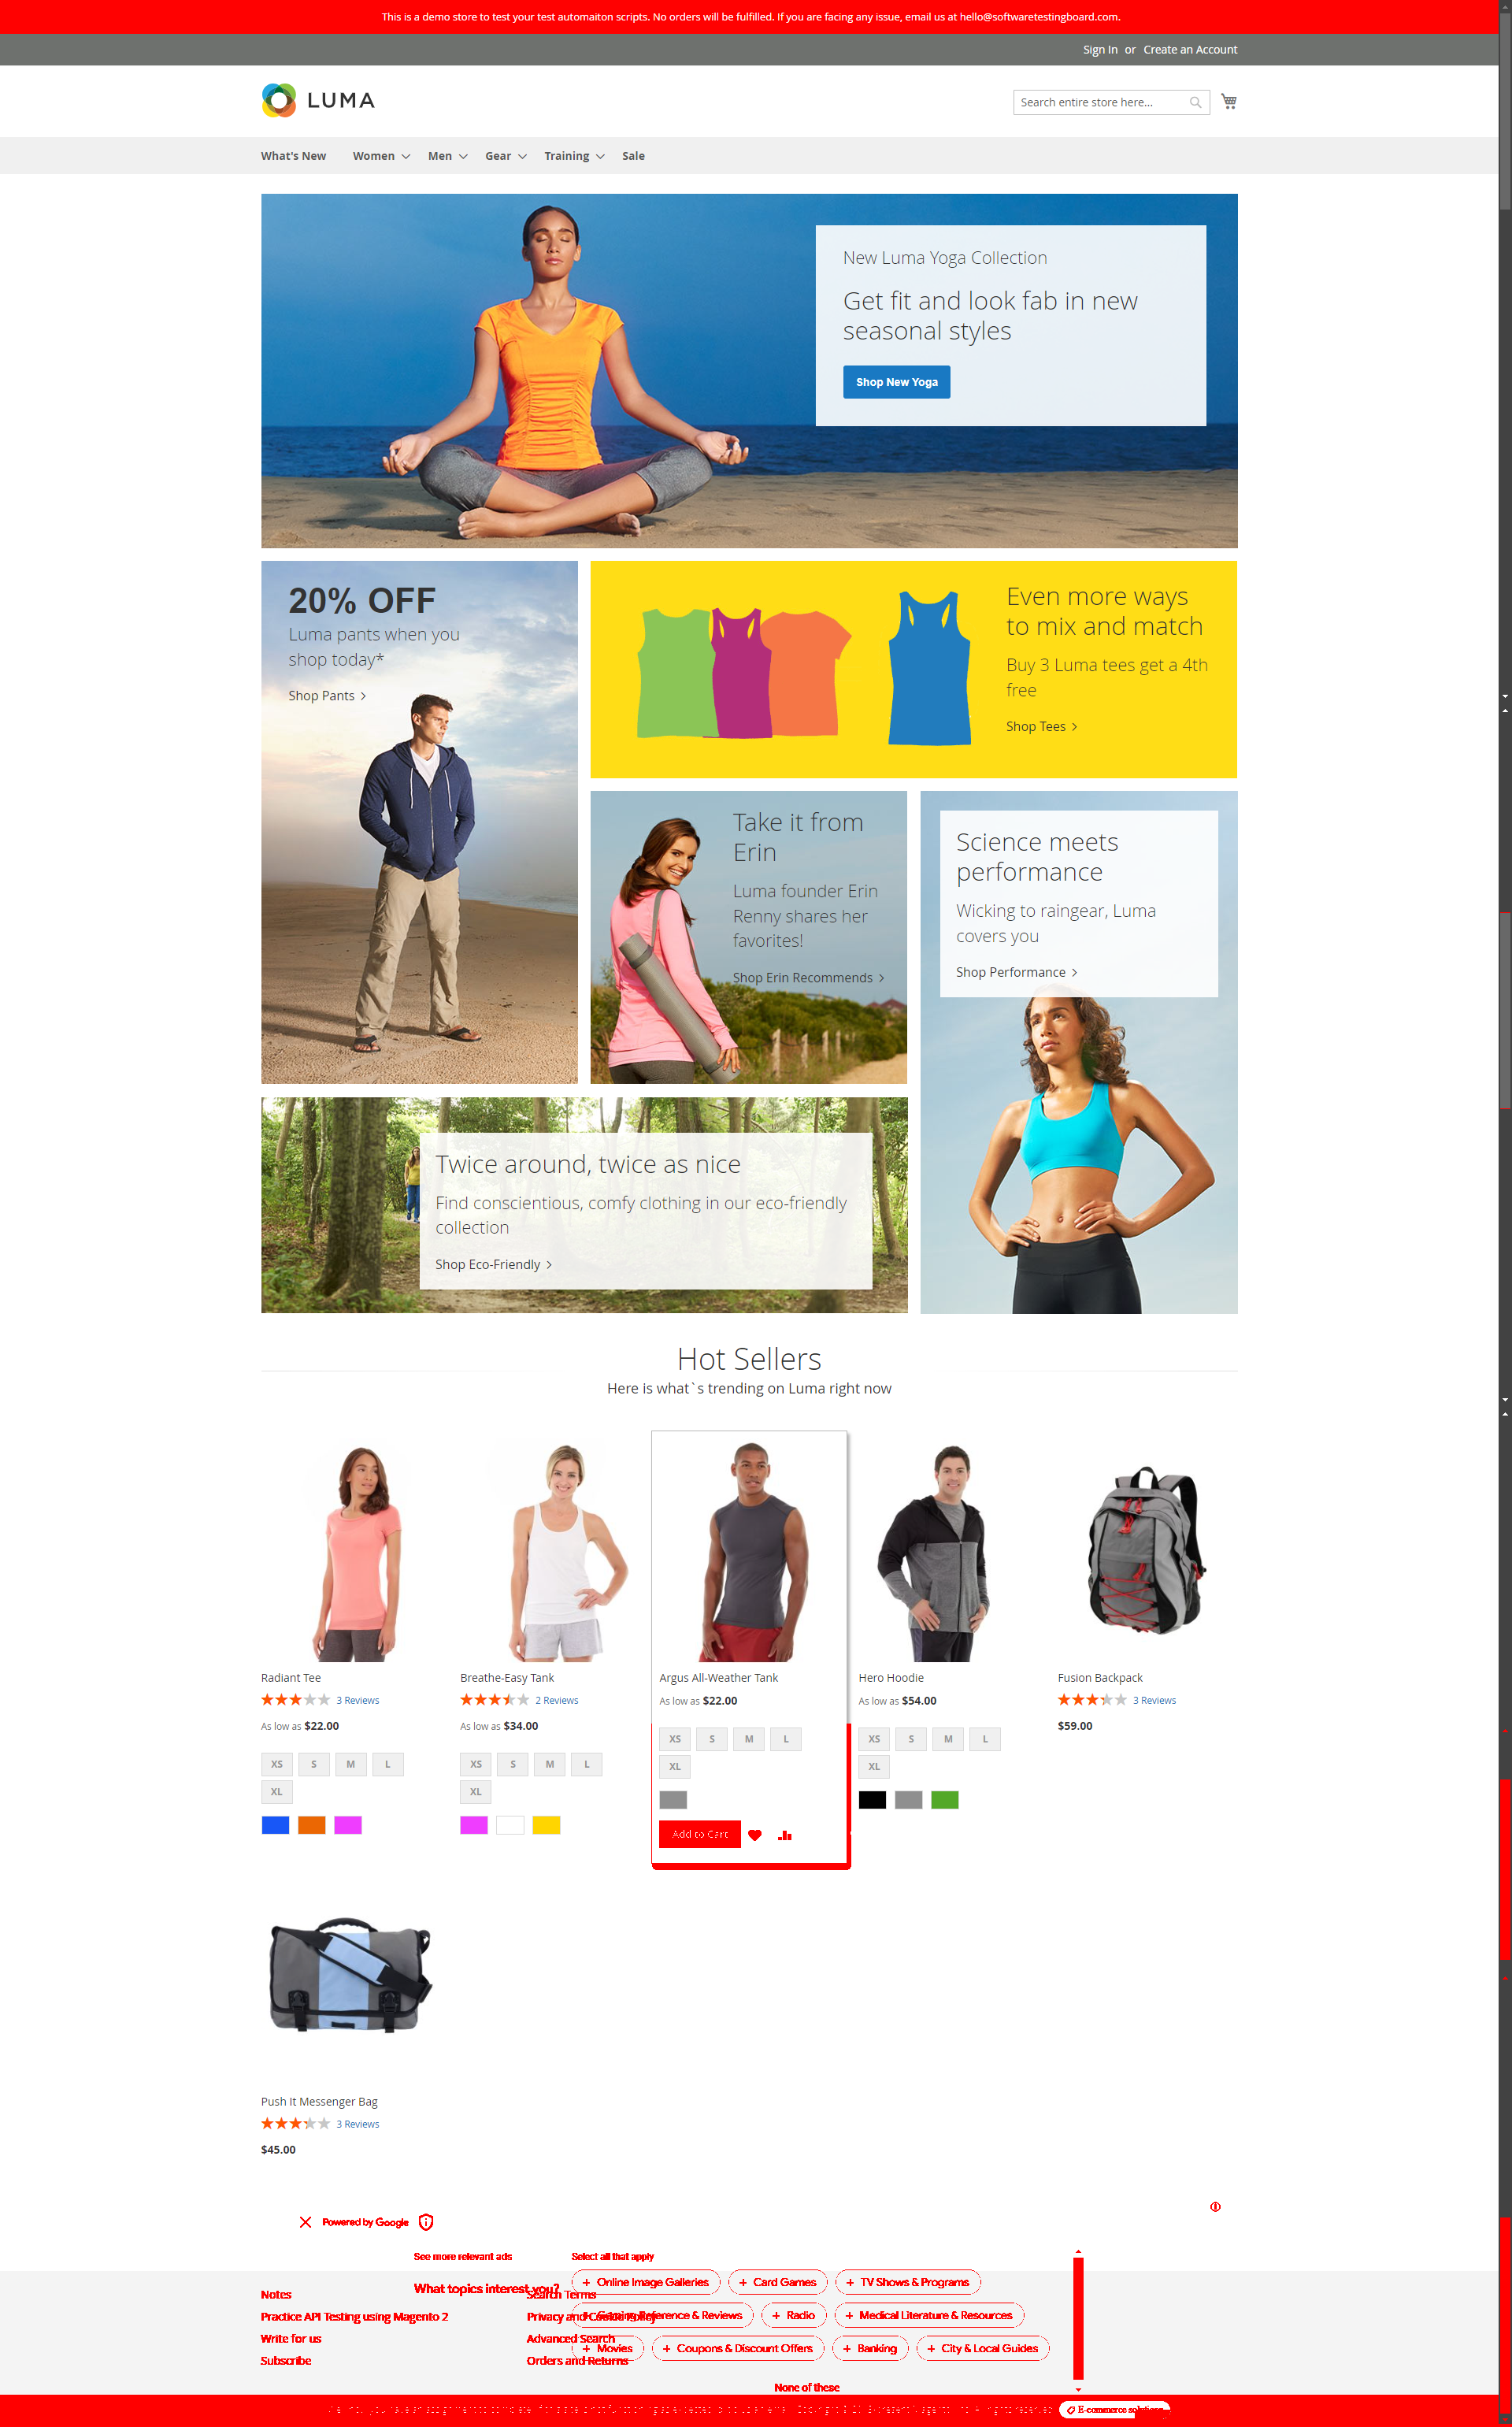 This is a demo store to test your test automaiton scripts. No orders will be fulfilled. If you are facing any issue, email us at hello@softwaretestingboard.com.
Sign In or Create an Account
LUMA
Search entire store here...
What's New Women Men Gear Training Sale
New Luma Yoga Collection
Get fit and look fab in new
seasonal styles
Shop New Yoga
20% OFF
Luma pants when you
shop today*
Shop Pants
Even more ways
to mix and match
Buy 3 Luma tees get a 4th
free
Shop Tees
Take it from
Erin
Luma founder Erin
Renny shares her
favorites!
Shop Erin Recommends
Science meets
performance
Wicking to raingear, Luma
covers you
Shop Performance
Twice around, twice as nice
Find conscientious, comfy clothing in our eco-friendly
collection
Shop Eco-Friendly
Hot Sellers
Here is what`s trending on Luma right now
Radiant Tee
3 Reviews
As low as $22.00
XS S M L
XL
Breathe-Easy Tank
2 Reviews
As low as $34.00
XS S M L
XL
Argus All-Weather Tank
As low as $22.00
XS S M L
XL
Add to Cart
Hero Hoodie
As low as $54.00
XS S M L
XL
Fusion Backpack
3 Reviews
$59.00
Push It Messenger Bag
3 Reviews
$45.00
Powered by Google
See more relevant ads
What topics interest you?
Select all that apply
+ Online Image Galleries + Card Games + TV Shows & Programs
Reference & Reviews + Radio + Medical Literature & Resources
+ Movies + Coupons & Discount Offers + Banking + City & Local Guides
None of these
Notes
Practice API Testing using Magento 2
Write for us
Subscribe
Search Terms
Privacy and Cookie Policy
Advanced Search
Orders and Returns
E-commerce solutions